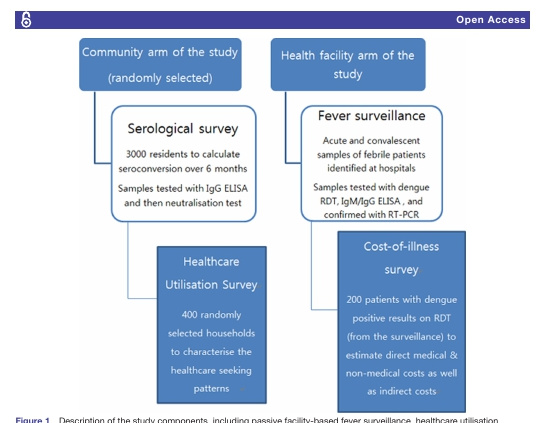 Open Access
Community arm of the study
(randomly selected)
Health facility arm of the
study
Serological survey
3000 residents to calculate
seroconversion over 6 months
Samples tested with IgG ELISA
and then neutralisation test
Fever surveillance
Acute and convalescent
samples of febrile patients
identified at hospitals
Samples tested with dengue
RDT, IgM/IgG ELISA , and
confirmed with RT-PCR
Healthcare
Utilisation Survey
400 randomly
selected households
to characterise the
healthcare seeking
patterns
Cost-of-illness
survey
200 patients with dengue
positive results on RDT
(from the surveillance) to
estimate direct medical &
non-medical costs as well
as indirect costs
Figure 1 Description of the study components, including passive facility-based fever surveillance, healthcare utilisation